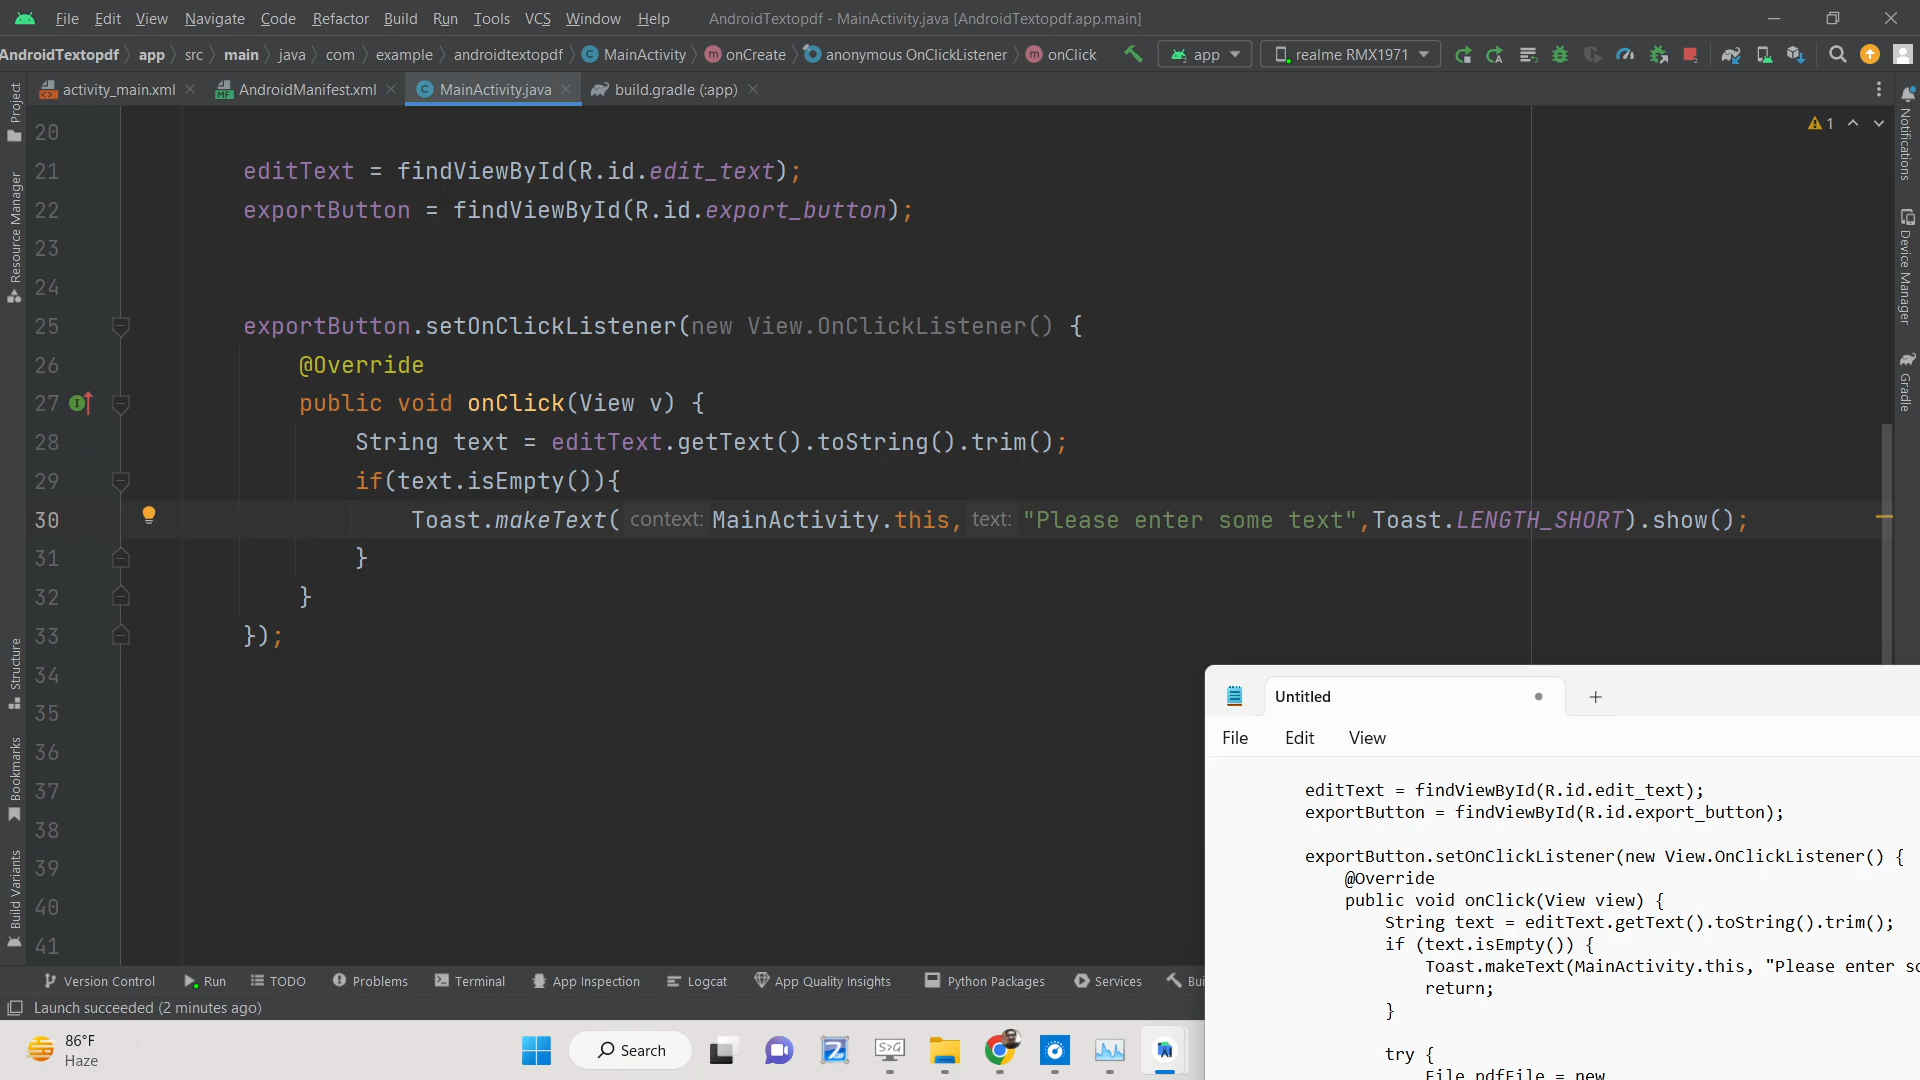 File Edit View Navigate Code Refactor Build Run Tools VCS Window Help AndroidTextopdf - MainActivity.java [AndroidTextopdf.app.main]
AndroidTextopdf app src main java com example androidtextopdf MainActivity onCreate anonymous OnClickListener onClick app realme RMX1971
activity_main.xml AndroidManifest.xml MainActivity.java build.gradle (:app)
Project
Resource Manager
Structure
Bookmarks
Build Variants
Notifications
Device Manager
Gradle
1
20
21 editText = findViewById(R.id.edit_text);
22 exportButton = findViewById(R.id.export_button);
23
24
25 exportButton.setOnClickListener(new View.OnClickListener() {
26 @Override
27 public void onClick(View v) {
28 String text = editText.getText().toString().trim();
29 if(text.isEmpty()){
30 Toast.makeText( context: MainActivity.this, text: "Please enter some text",Toast.LENGTH_SHORT).show();
31 }
32 }
33 });
34
35
36
37
38
39
40
41
Untitled
File Edit View
editText = findViewById(R.id.edit_text);
exportButton = findViewById(R.id.export_button);
exportButton.setOnClickListener(new View.OnClickListener() {
@Override
public void onClick(View view) {
String text = editText.getText().toString().trim();
if (text.isEmpty()) {
Toast.makeText(MainActivity.this, "Please enter so
return;
}
try {
File pdfFile = new
Version Control Run TODO Problems Terminal App Inspection Logcat App Quality Insights Python Packages Services Bui
Launch succeeded (2 minutes ago)
86°F
Haze
Search